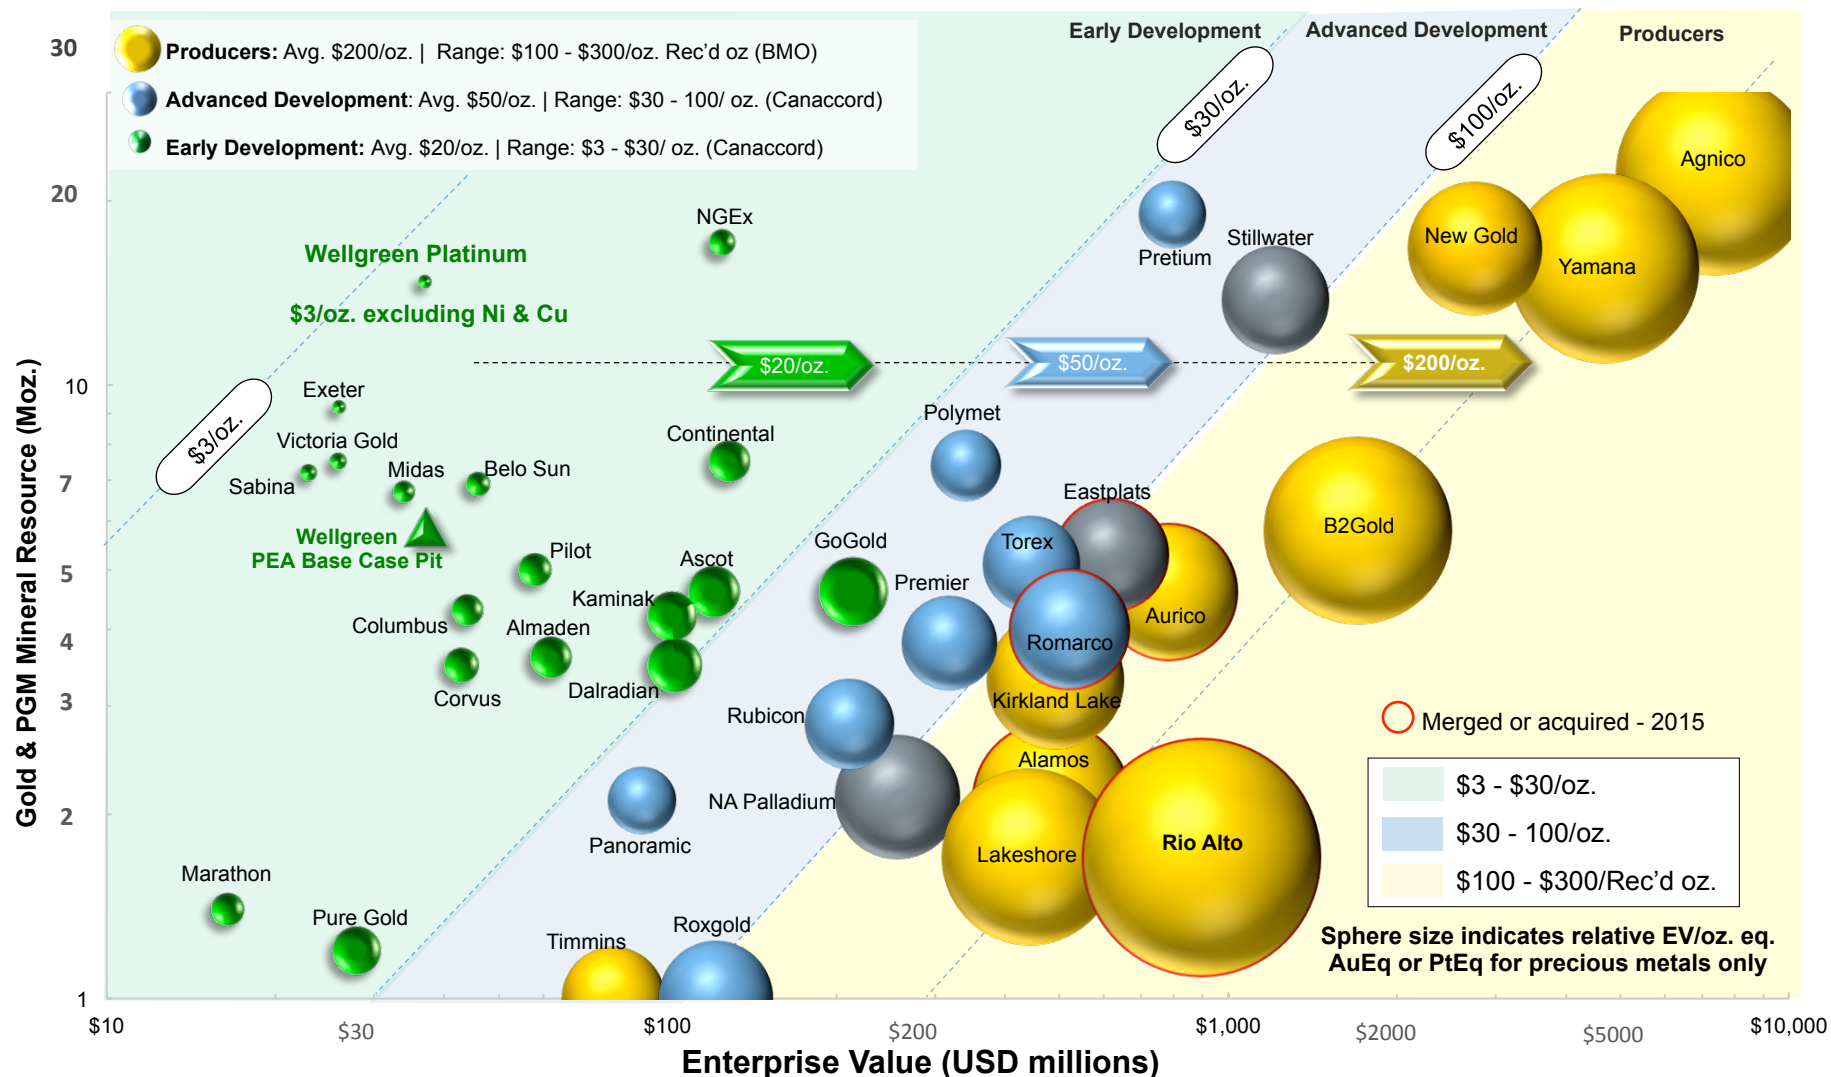 Early Development
Advanced Development
Producers
Producers: Avg. $200/oz. | Range: $100 - $300/oz. Rec'd oz (BMO)
Advanced Development: Avg. $50/oz. | Range: $30 - 100/ oz. (Canaccord)
Early Development: Avg. $20/oz. | Range: $3 - $30/ oz. (Canaccord)
$30/oz.
$100/oz.
Agnico
NGEx
Wellgreen Platinum
$3/oz. excluding Ni & Cu
Pretium
Stillwater
New Gold
Yamana
$20/oz.
$50/oz.
$200/oz.
$3/oz.
Exeter
Victoria Gold
Sabina
Midas
Belo Sun
Continental
Polymet
Eastplats
Wellgreen
PEA Base Case Pit
Pilot
Ascot
GoGold
Torex
B2Gold
Premier
Kaminak
Columbus
Almaden
Aurico
Romarco
Corvus
Dalradian
Kirkland Lake
Rubicon
Merged or acquired - 2015
Alamos
NA Palladium
$3 - $30/oz.
$30 - 100/oz.
$100 - $300/Rec'd oz.
Panoramic
Lakeshore
Rio Alto
Marathon
Pure Gold
Timmins
Roxgold
Sphere size indicates relative EV/oz. eq.
AuEq or PtEq for precious metals only
Gold & PGM Mineral Resource (Moz.)
30
20
10
7
5
4
3
2
1
$10
$30
$100
$200
$1,000
$2000
$5000
$10,000
Enterprise Value (USD millions)